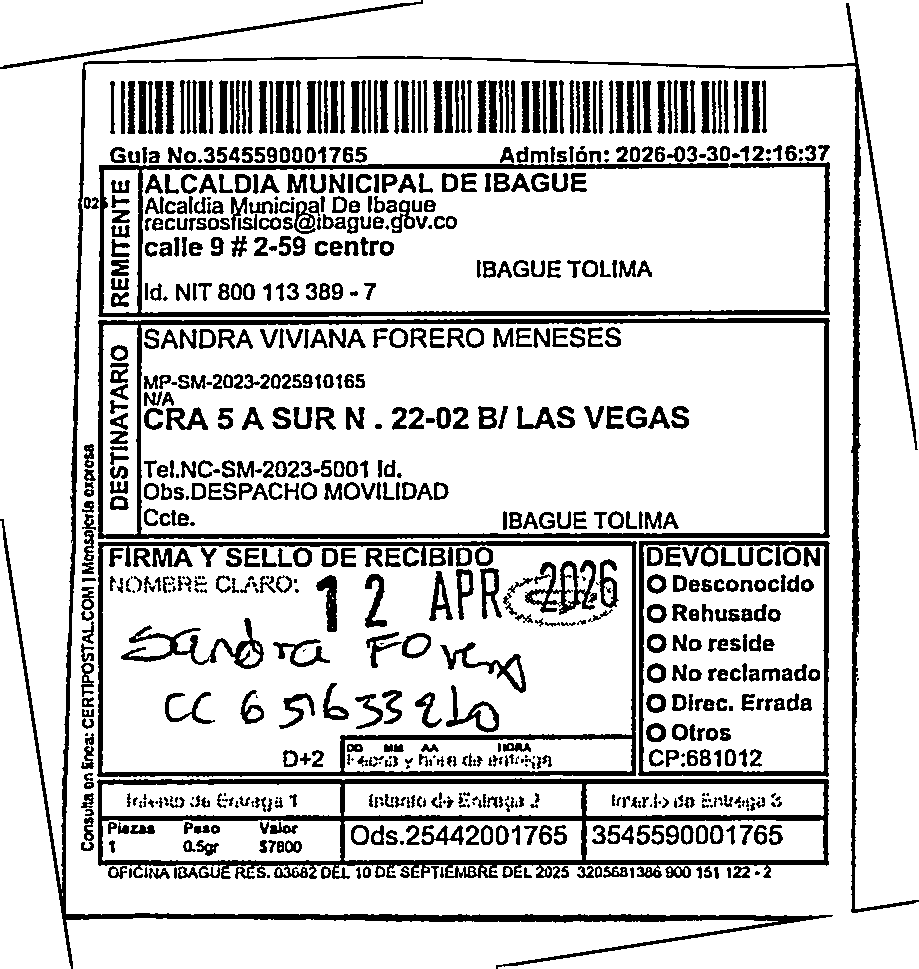 Guia No.3545590001765 Admisión: 2026-03-30-12:16:37
REMITENTE
ALCALDIA MUNICIPAL DE IBAGUE
Alcaldia Municipal De Ibague
recursosfisicos@ibague.gov.co
calle 9 # 2-59 centro
IBAGUE TOLIMA
Id. NIT 800 113 389 - 7
DESTINATARIO
SANDRA VIVIANA FORERO MENESES
MP-SM-2023-2025910165
N/A
CRA 5 A SUR N . 22-02 B/ LAS VEGAS
Tel.NC-SM-2023-5001 Id.
Obs.DESPACHO MOVILIDAD
Ccte.
IBAGUE TOLIMA
Consulta en linea: CERTIPOSTAL.COM | Mensajeria expresa
FIRMA Y SELLO DE RECIBIDO
NOMBRE CLARO:
12 APR 2026
Sandra Forero
CC
D+2
DD MM AA HORA
Fecha y hora de entrega
DEVOLUCION
Desconocido
Rehusado
No reside
No reclamado
Direc. Errada
Otros
CP:681012
Intento de Entrega 1 Intento de Entrega 2 Intento de Entrega 3
Piezas Peso Valor
1 0.5gr $7800
Ods.25442001765 3545590001765
OFICINA IBAGUE RES. 03682 DEL 10 DE SEPTIEMBRE DEL 2025 3205681386 900 151 122 - 2